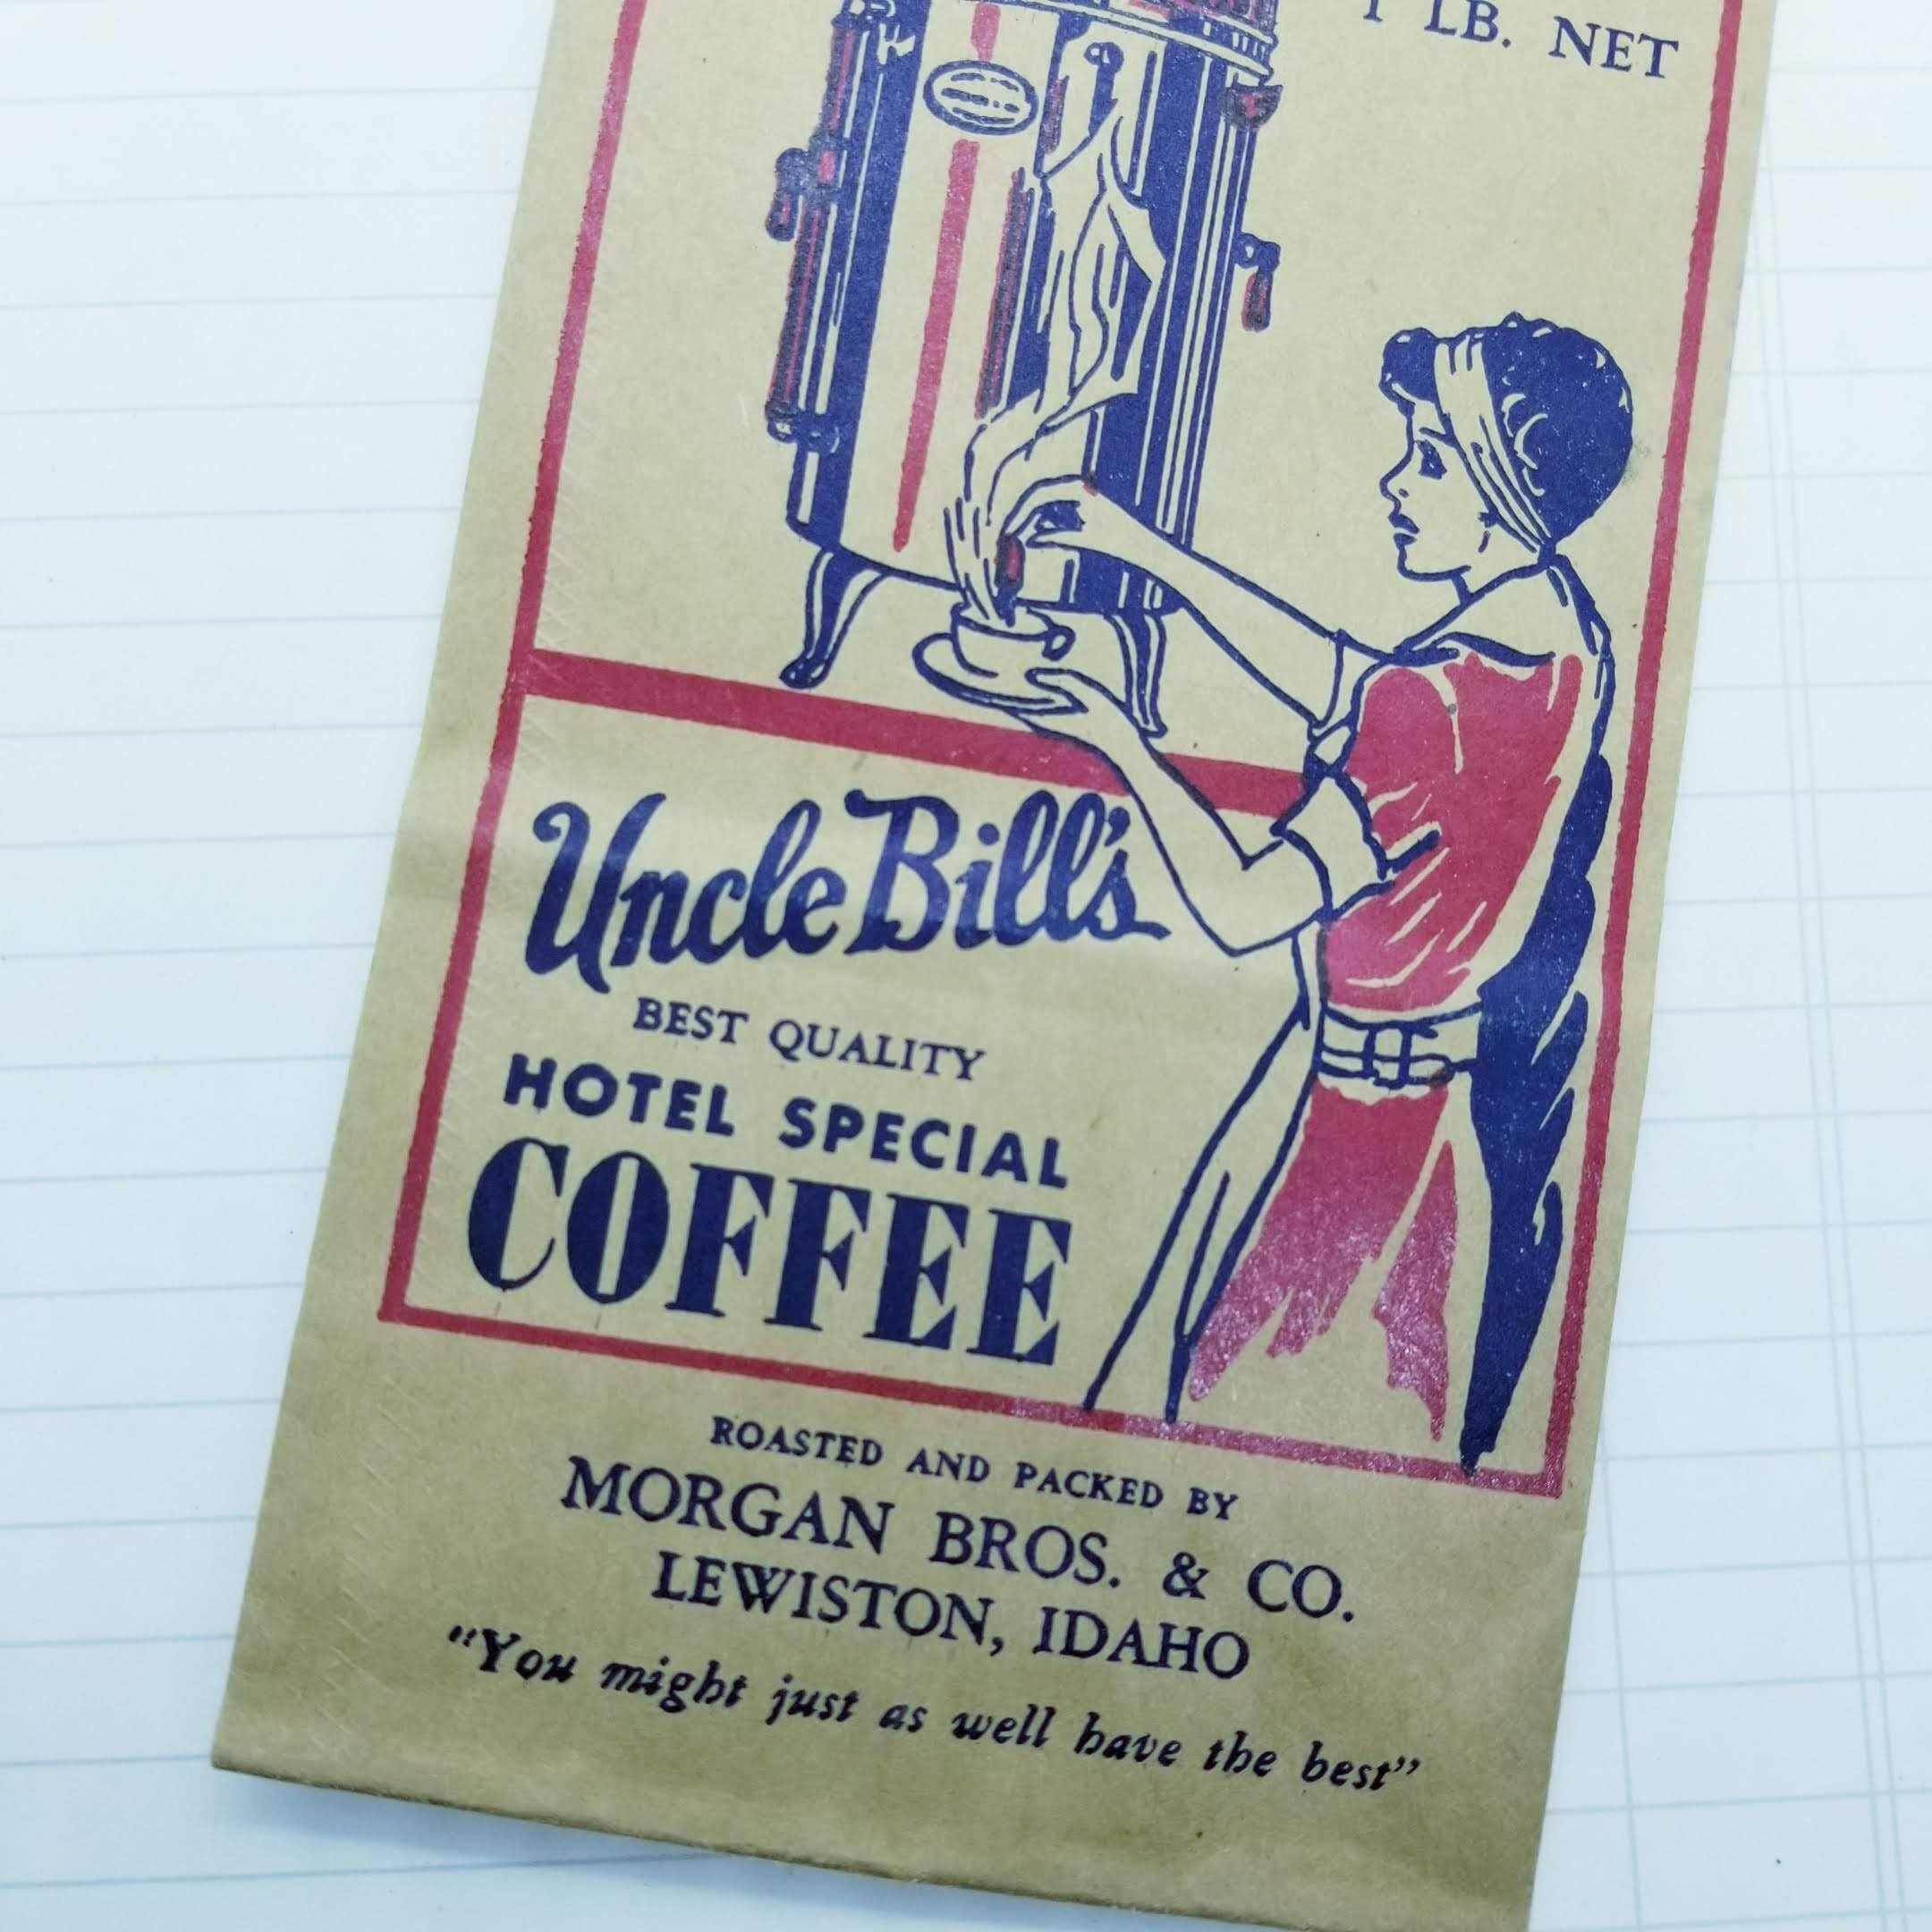 1 LB. NET
Uncle Bill's
BEST QUALITY
HOTEL SPECIAL
COFFEE
ROASTED AND PACKED BY
MORGAN BROS. & CO.
LEWISTON, IDAHO
"You might just as well have the best"